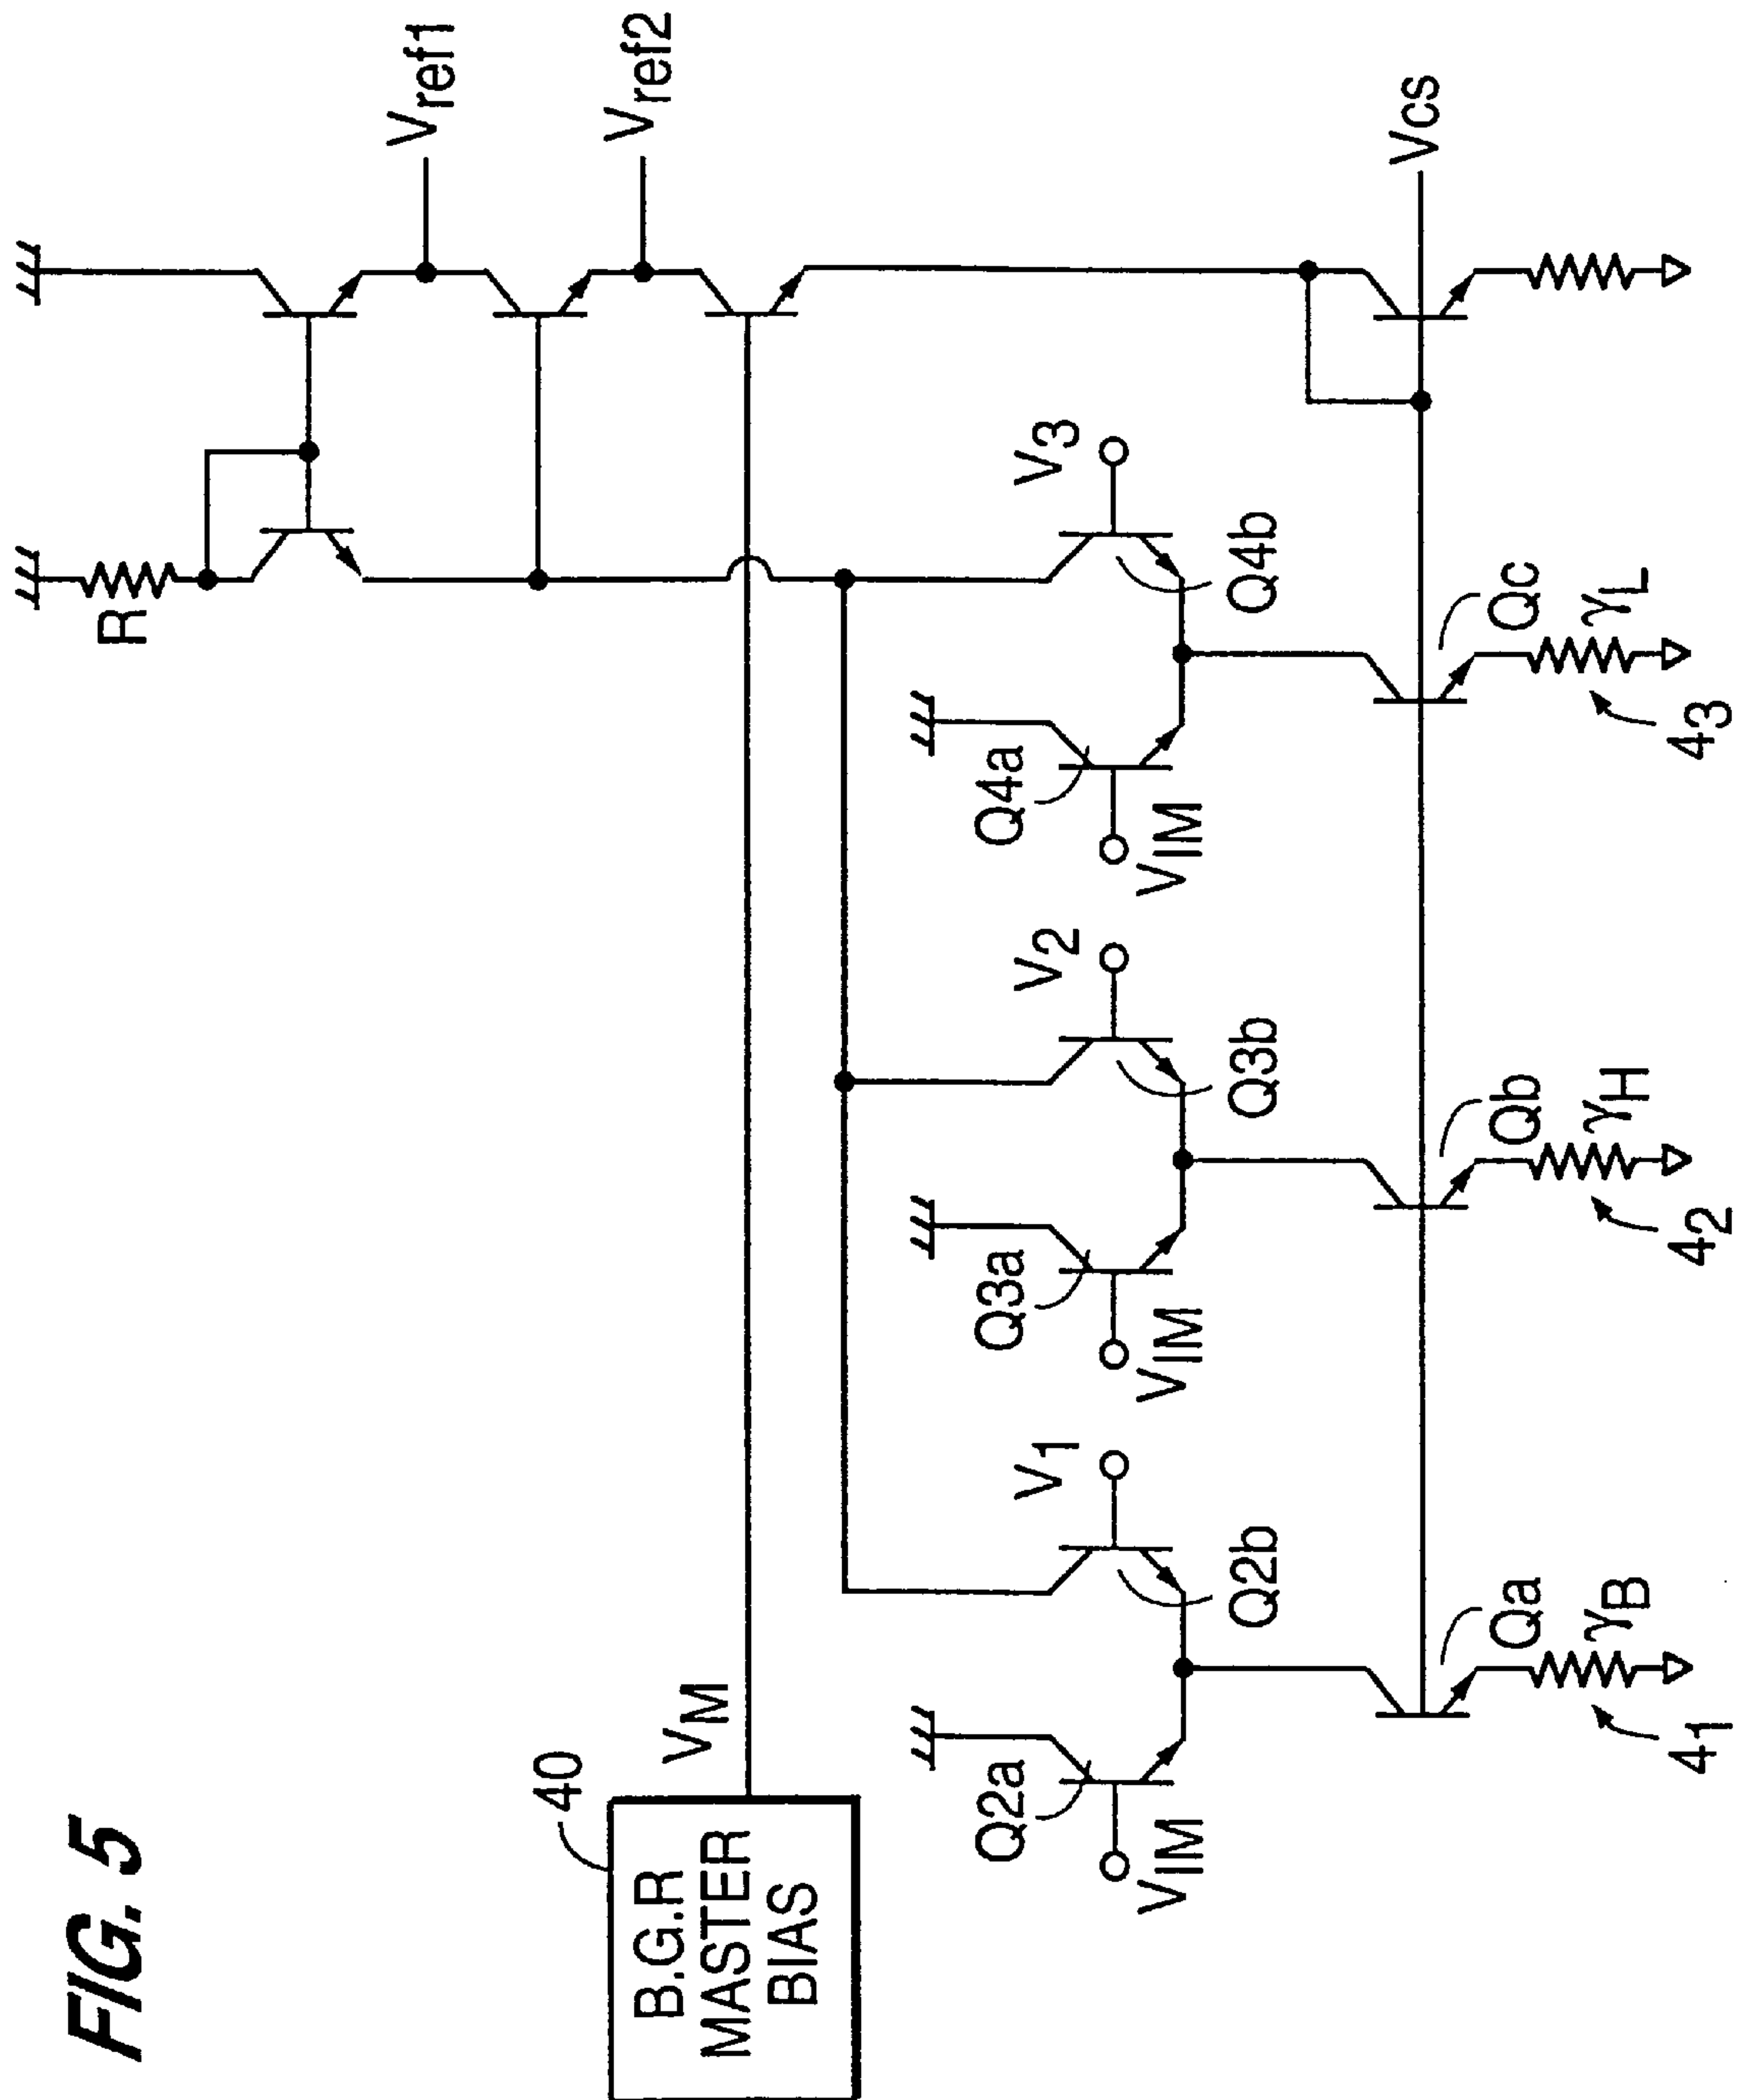 FIG. 5
40
B.G.R
MASTER
BIAS
VM
R
Vref1
Vref2
V1
V2
V3
Q2a
Q3a
Q4a
VIM
VIM
VIM
Q2b
Q3b
Q4b
Vcs
Qa
Qb
Qc
γB
γH
γL
41
42
43